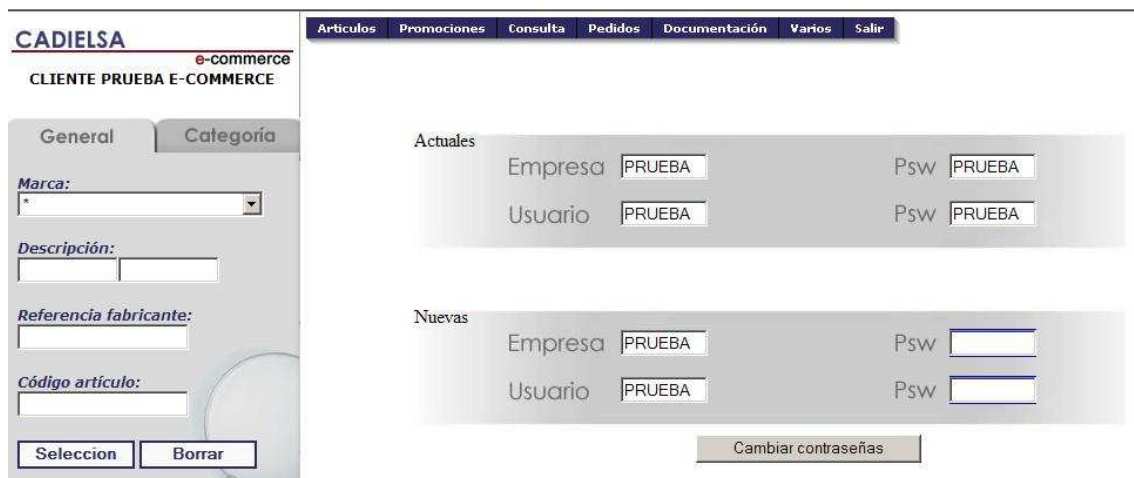 Artículos Promociones Consulta Pedidos Documentación Varios Salir
CADIELSA
e-commerce
CLIENTE PRUEBA E-COMMERCE
General Categoría
Marca:
*
Descripción:
Referencia fabricante:
Código artículo:
Seleccion Borrar
Actuales
Empresa PRUEBA Psw PRUEBA
Usuario PRUEBA Psw PRUEBA
Nuevas
Empresa PRUEBA Psw
Usuario PRUEBA Psw
Cambiar contraseñas